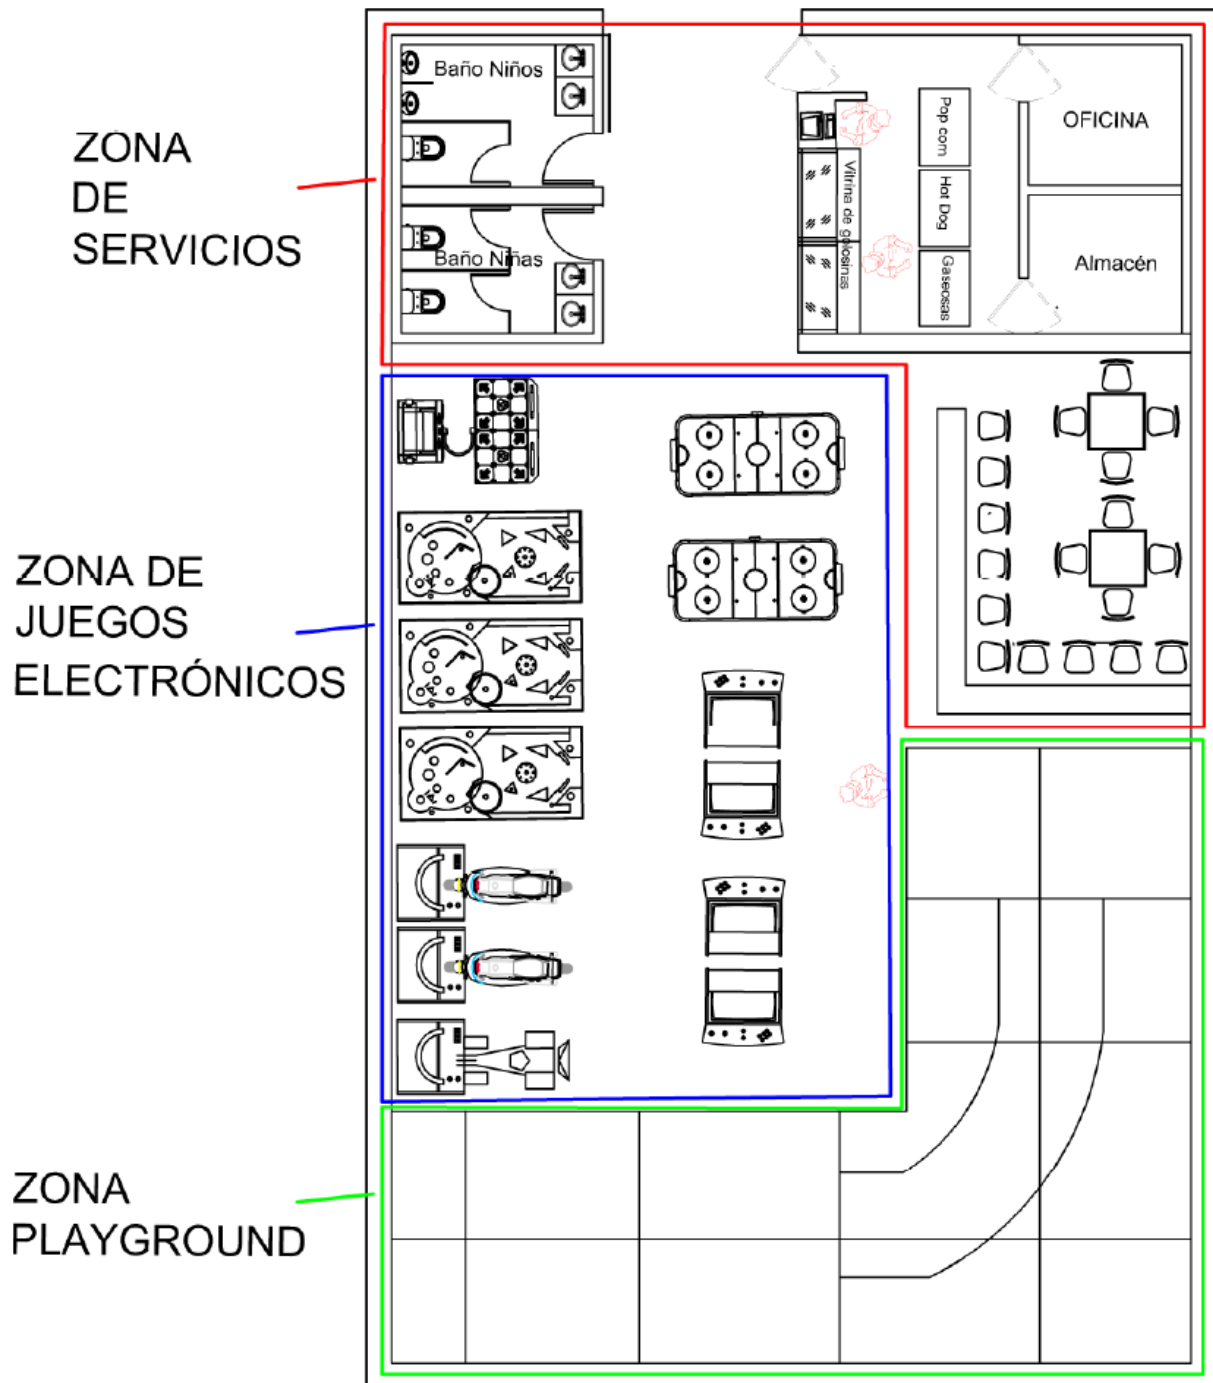 Baño Niños
ZONA
DE
SERVICIOS
Baño Niñas
Pop corn
Hot Dog
Gaseosas
Vitrina de golosinas
OFICINA
Almacén
ZONA DE
JUEGOS
ELECTRÓNICOS
ZONA
PLAYGROUND